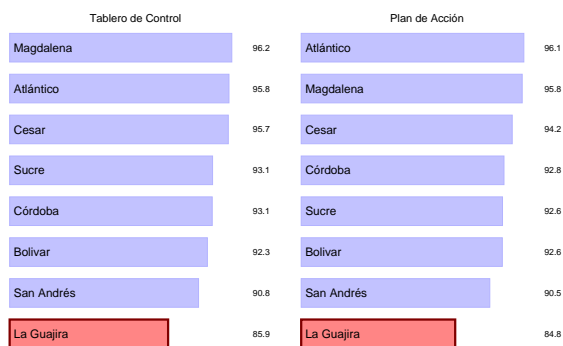 Tablero de Control
Magdalena 96.2
Atlántico 95.8
Cesar 95.7
Sucre 93.1
Córdoba 93.1
Bolivar 92.3
San Andrés 90.8
La Guajira 85.9
Plan de Acción
Atlántico 96.1
Magdalena 95.8
Cesar 94.2
Córdoba 92.8
Sucre 92.6
Bolivar 92.6
San Andrés 90.5
La Guajira 84.8